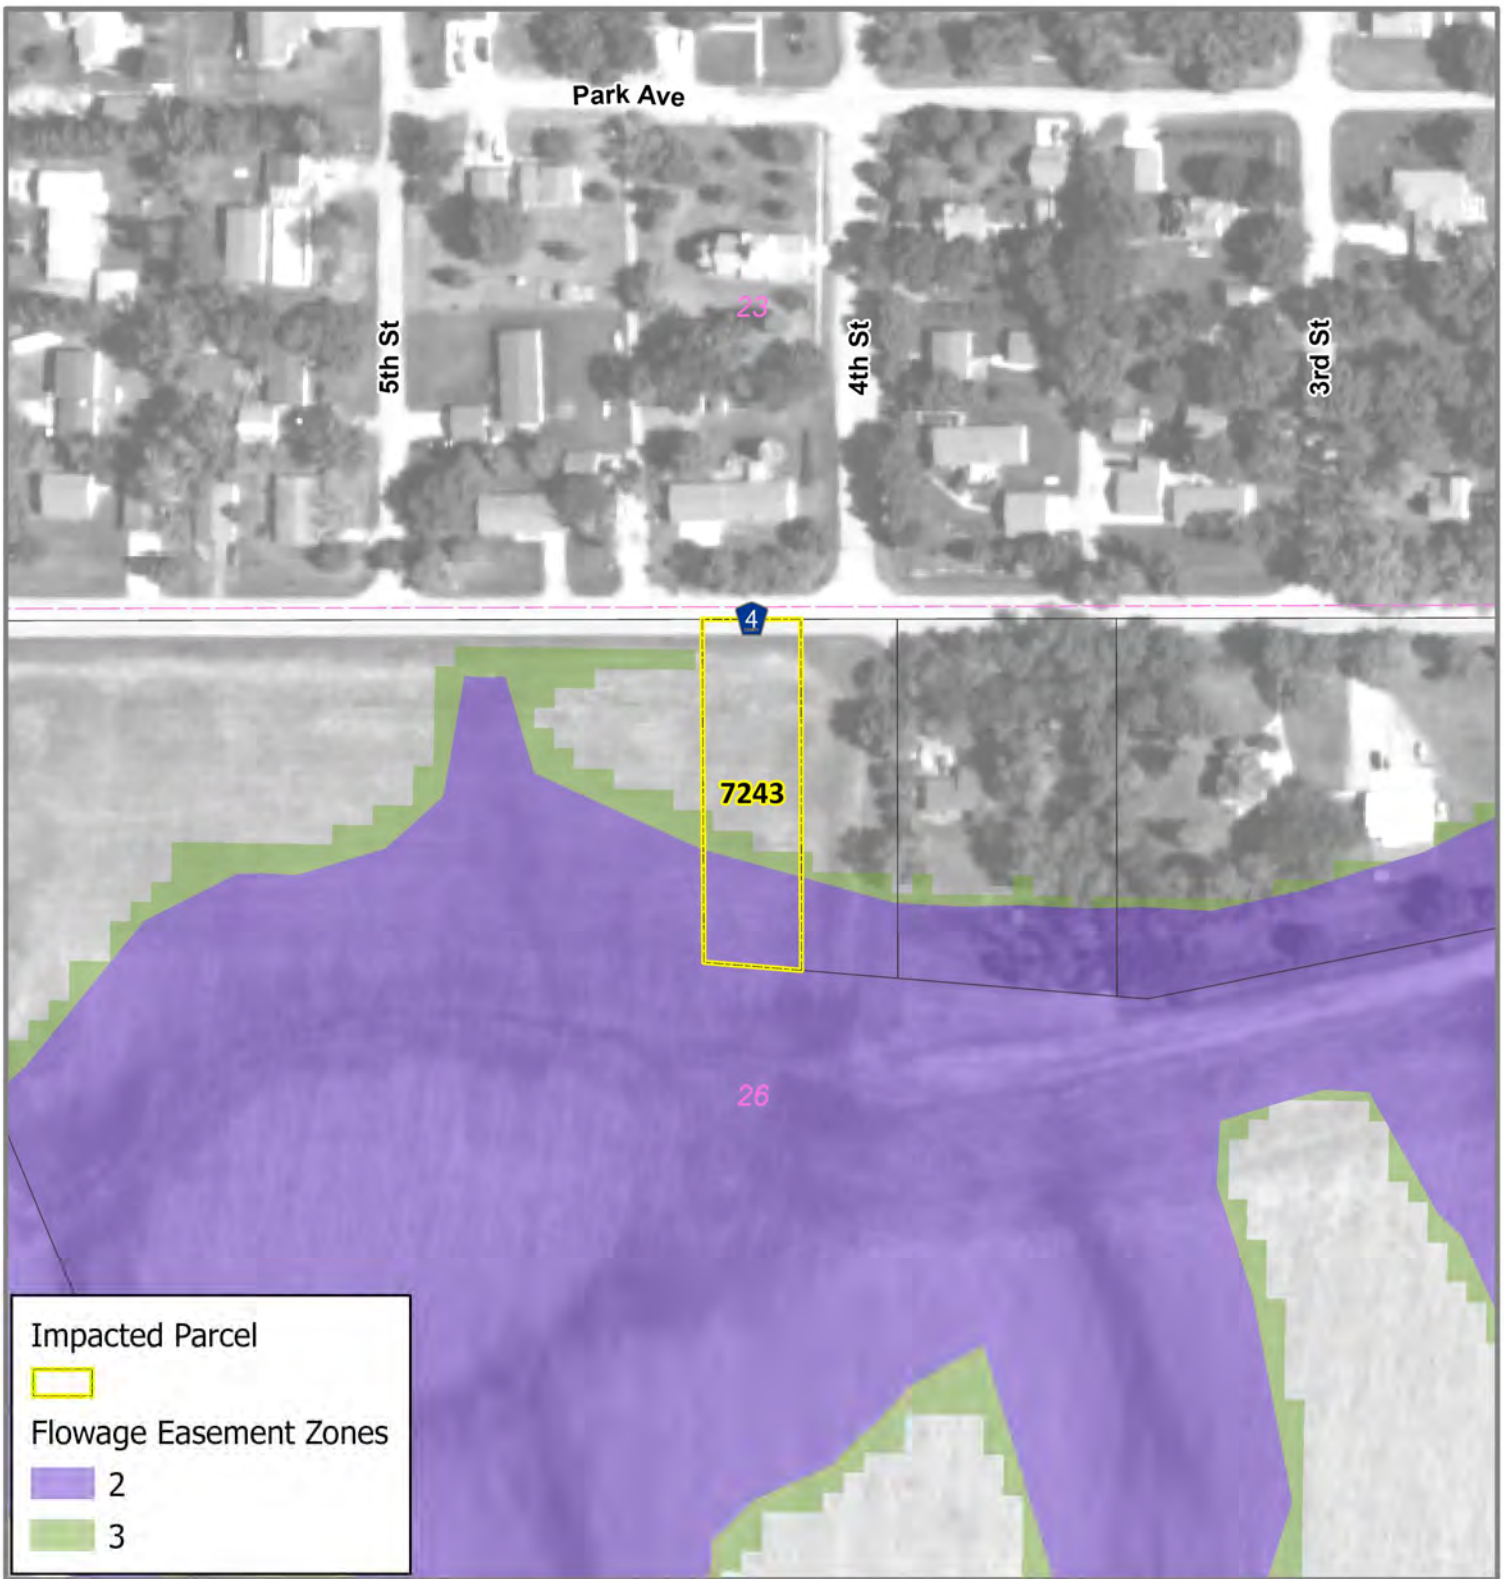 Park Ave
23
5th St
4th St
3rd St
4
7243
26
Impacted Parcel
Flowage Easement Zones
2
3